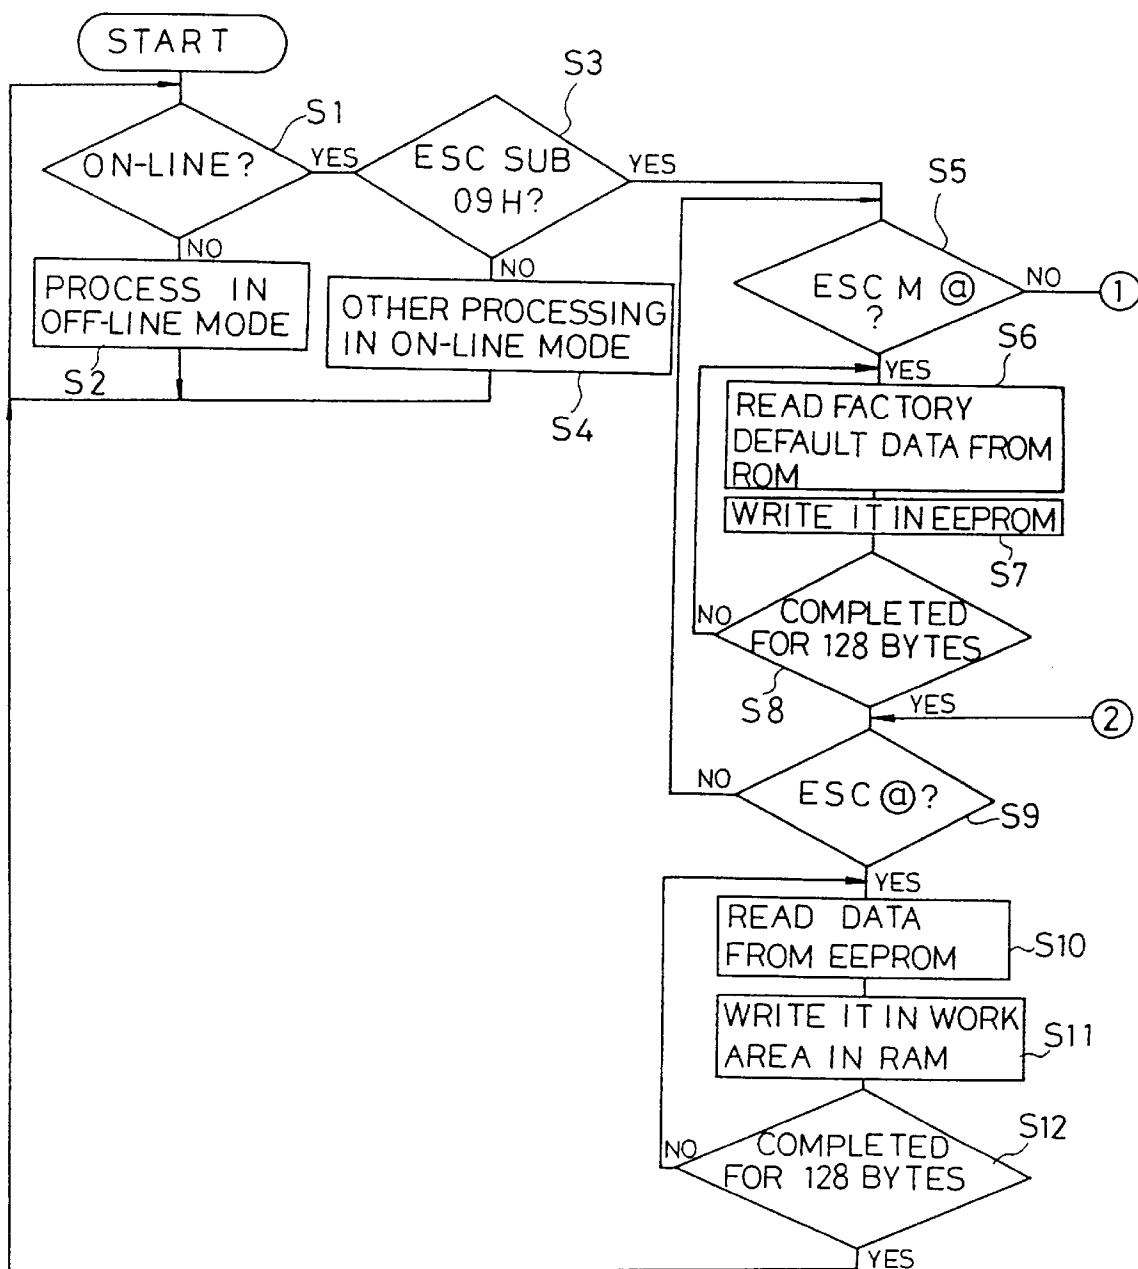 START
S1
ON-LINE?
YES
NO
PROCESS IN
OFF-LINE MODE
S2
S3
ESC SUB
09H?
YES
NO
OTHER PROCESSING
IN ON-LINE MODE
S4
S5
ESC M @
?
NO
1
YES
S6
READ FACTORY
DEFAULT DATA FROM
ROM
WRITE IT IN EEPROM
S7
COMPLETED
FOR 128 BYTES
NO
S8
YES
2
ESC @ ?
NO
S9
YES
READ DATA
FROM EEPROM
S10
WRITE IT IN WORK
AREA IN RAM
S11
COMPLETED
FOR 128 BYTES
NO
S12
YES